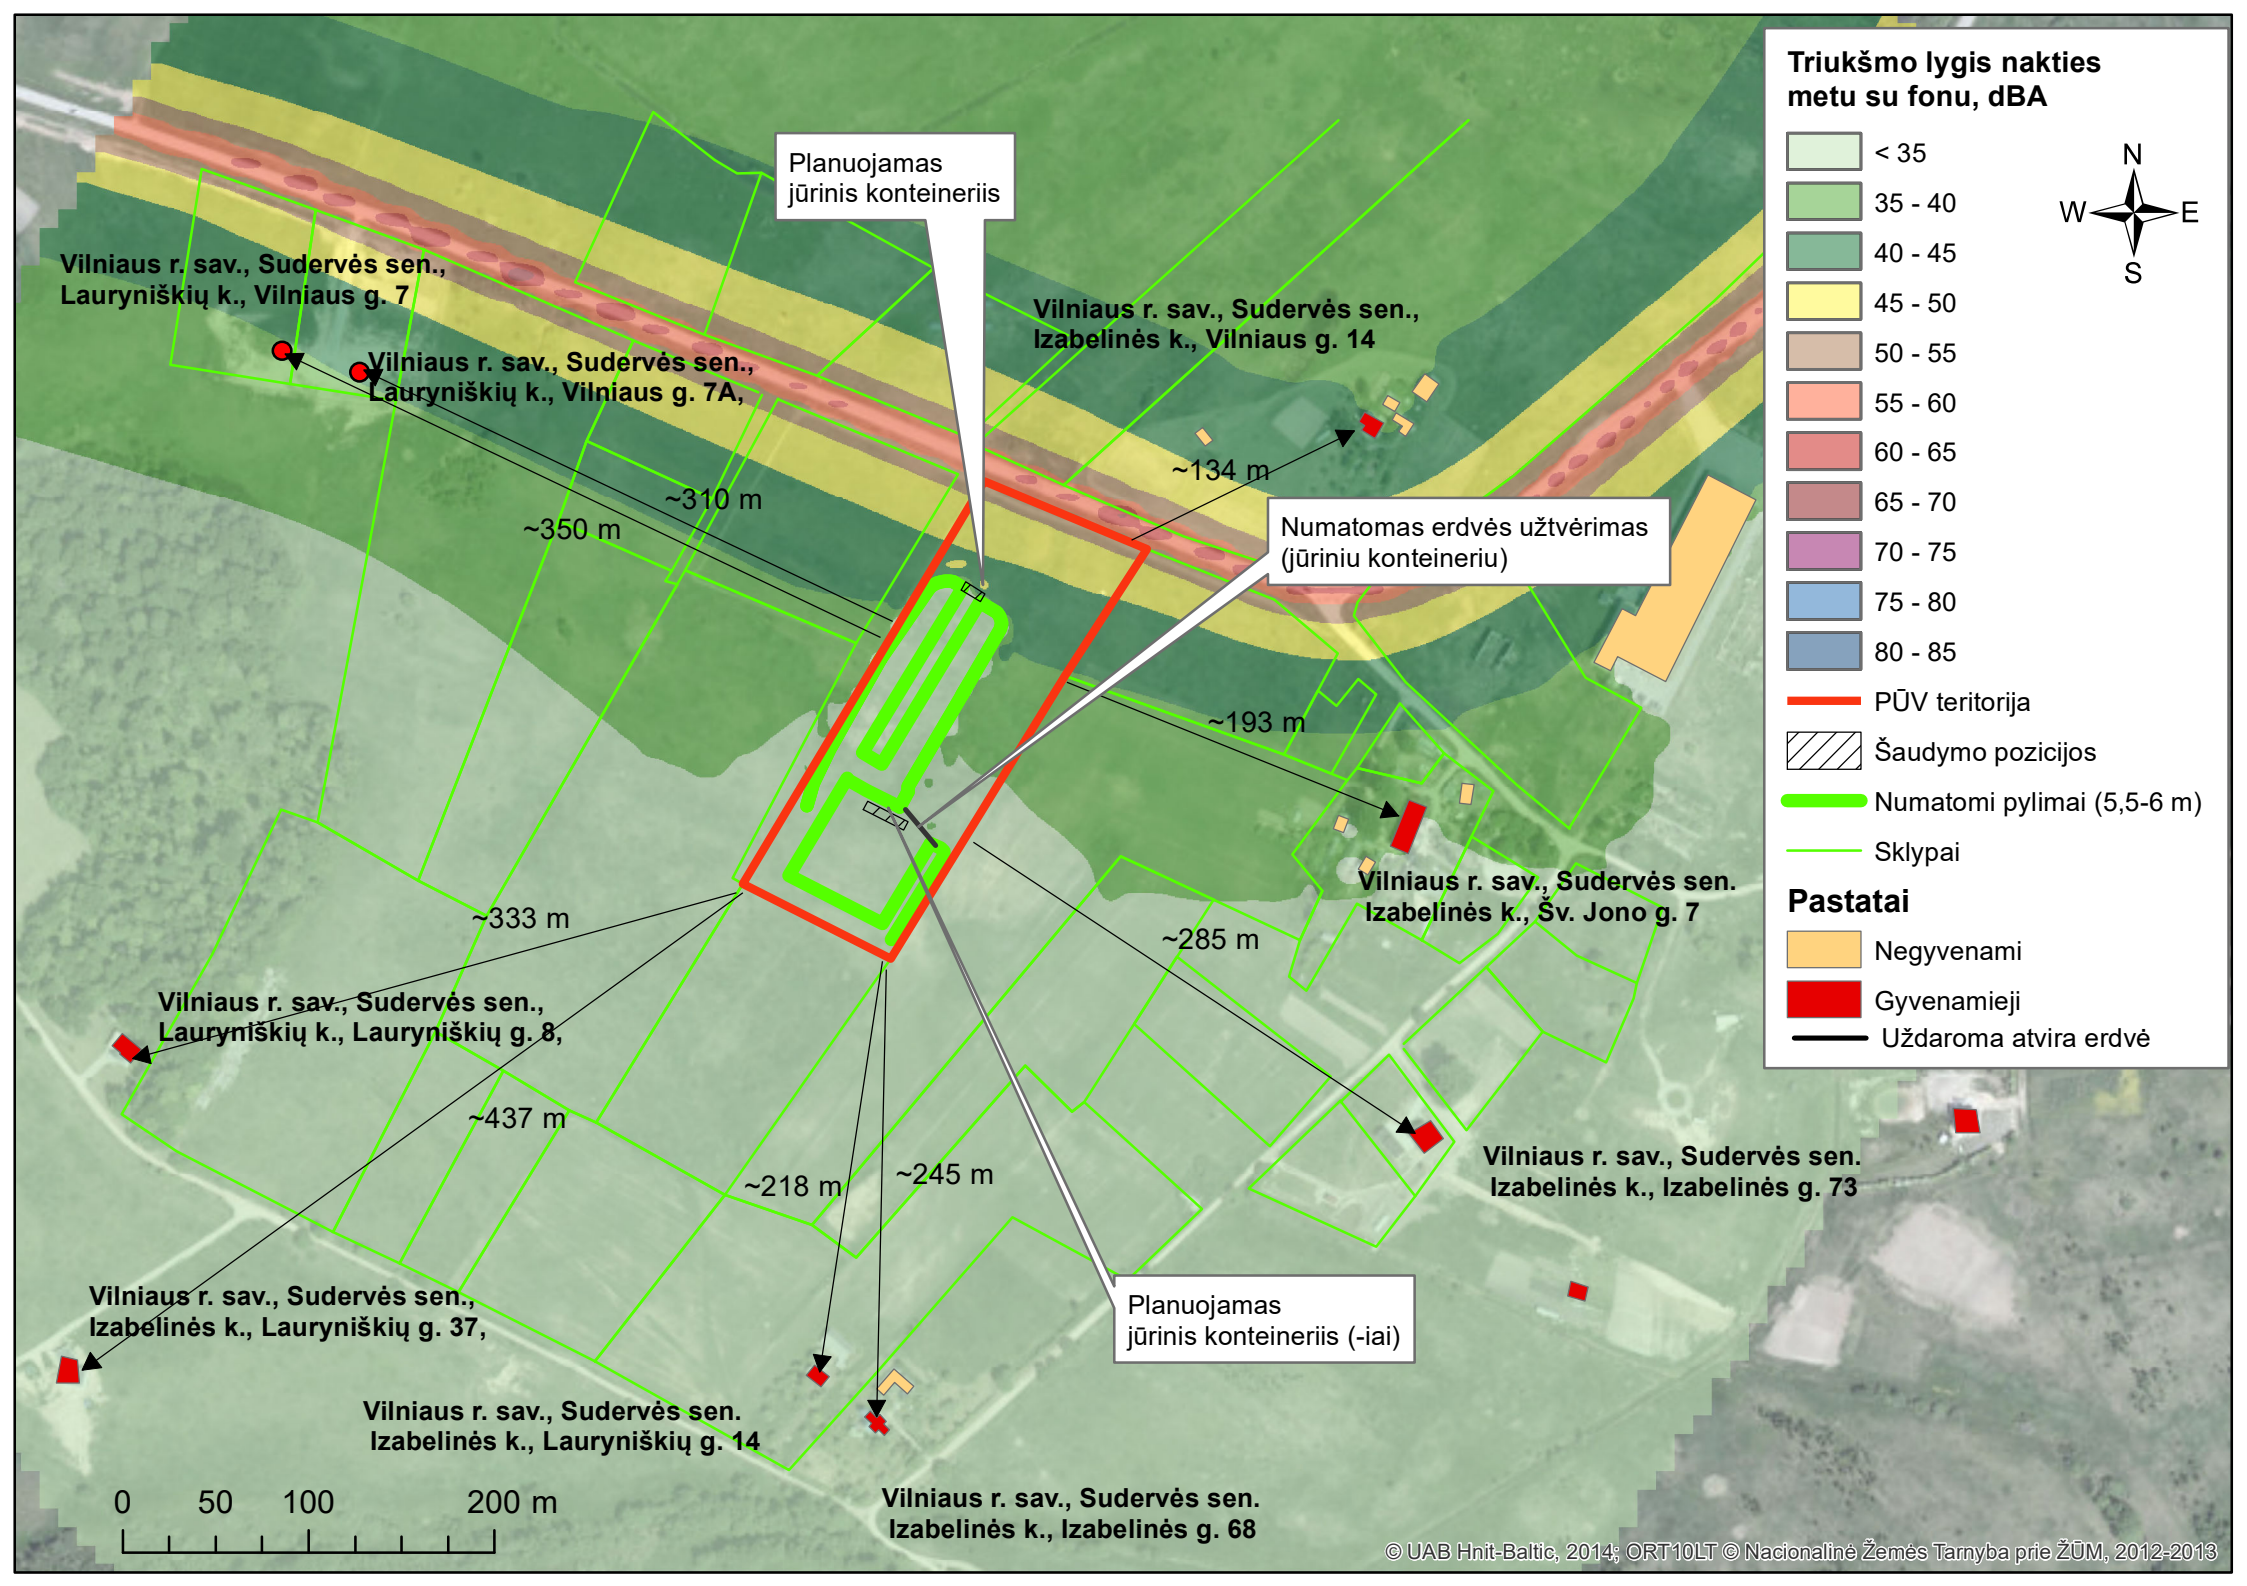 Triukšmo lygis nakties
metu su fonu, dBA
< 35
35 - 40
40 - 45
45 - 50
50 - 55
55 - 60
60 - 65
65 - 70
70 - 75
75 - 80
80 - 85
PŪV teritorija
Šaudymo pozicijos
Numatomi pylimai (5,5-6 m)
Sklypai
Pastatai
Negyvenami
Gyvenamieji
Uždaroma atvira erdvė
N
W
E
S
Planuojamas
jūrinis konteineriis
Vilniaus r. sav., Sudervės sen.,
Lauryniškių k., Vilniaus g. 7
Vilniaus r. sav., Sudervės sen.,
Izabelinės k., Vilniaus g. 14
Vilniaus r. sav., Sudervės sen.,
Lauryniškių k., Vilniaus g. 7A,
~134 m
~310 m
~350 m
Numatomas erdvės užtvėrimas
(jūriniu konteineriu)
~193 m
Vilniaus r. sav., Sudervės sen.
Izabelinės k., Šv. Jono g. 7
~333 m
~285 m
Vilniaus r. sav., Sudervės sen.,
Lauryniškių k., Lauryniškių g. 8,
~437 m
~218 m
~245 m
Vilniaus r. sav., Sudervės sen.
Izabelinės k., Izabelinės g. 73
Vilniaus r. sav., Sudervės sen.,
Izabelinės k., Lauryniškių g. 37,
Planuojamas
jūrinis konteineriis (-iai)
Vilniaus r. sav., Sudervės sen.
Izabelinės k., Lauryniškių g. 14
Vilniaus r. sav., Sudervės sen.
Izabelinės k., Izabelinės g. 68
0 50 100 200 m
© UAB Hnit-Baltic, 2014; ORT10LT © Nacionalinė Žemės Tarnyba prie ŽŪM, 2012-2013